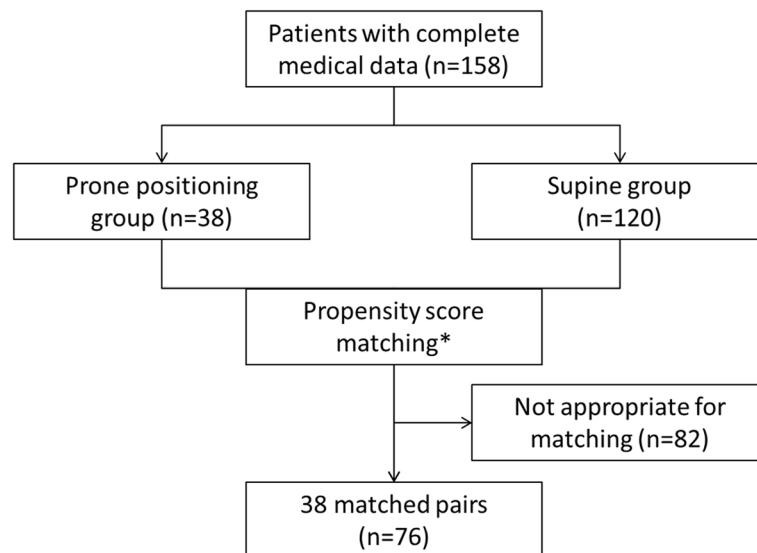 Patients with complete
medical data (n=158)
Prone positioning
group (n=38)
Supine group
(n=120)
Propensity score
matching*
Not appropriate for
matching (n=82)
38 matched pairs
(n=76)